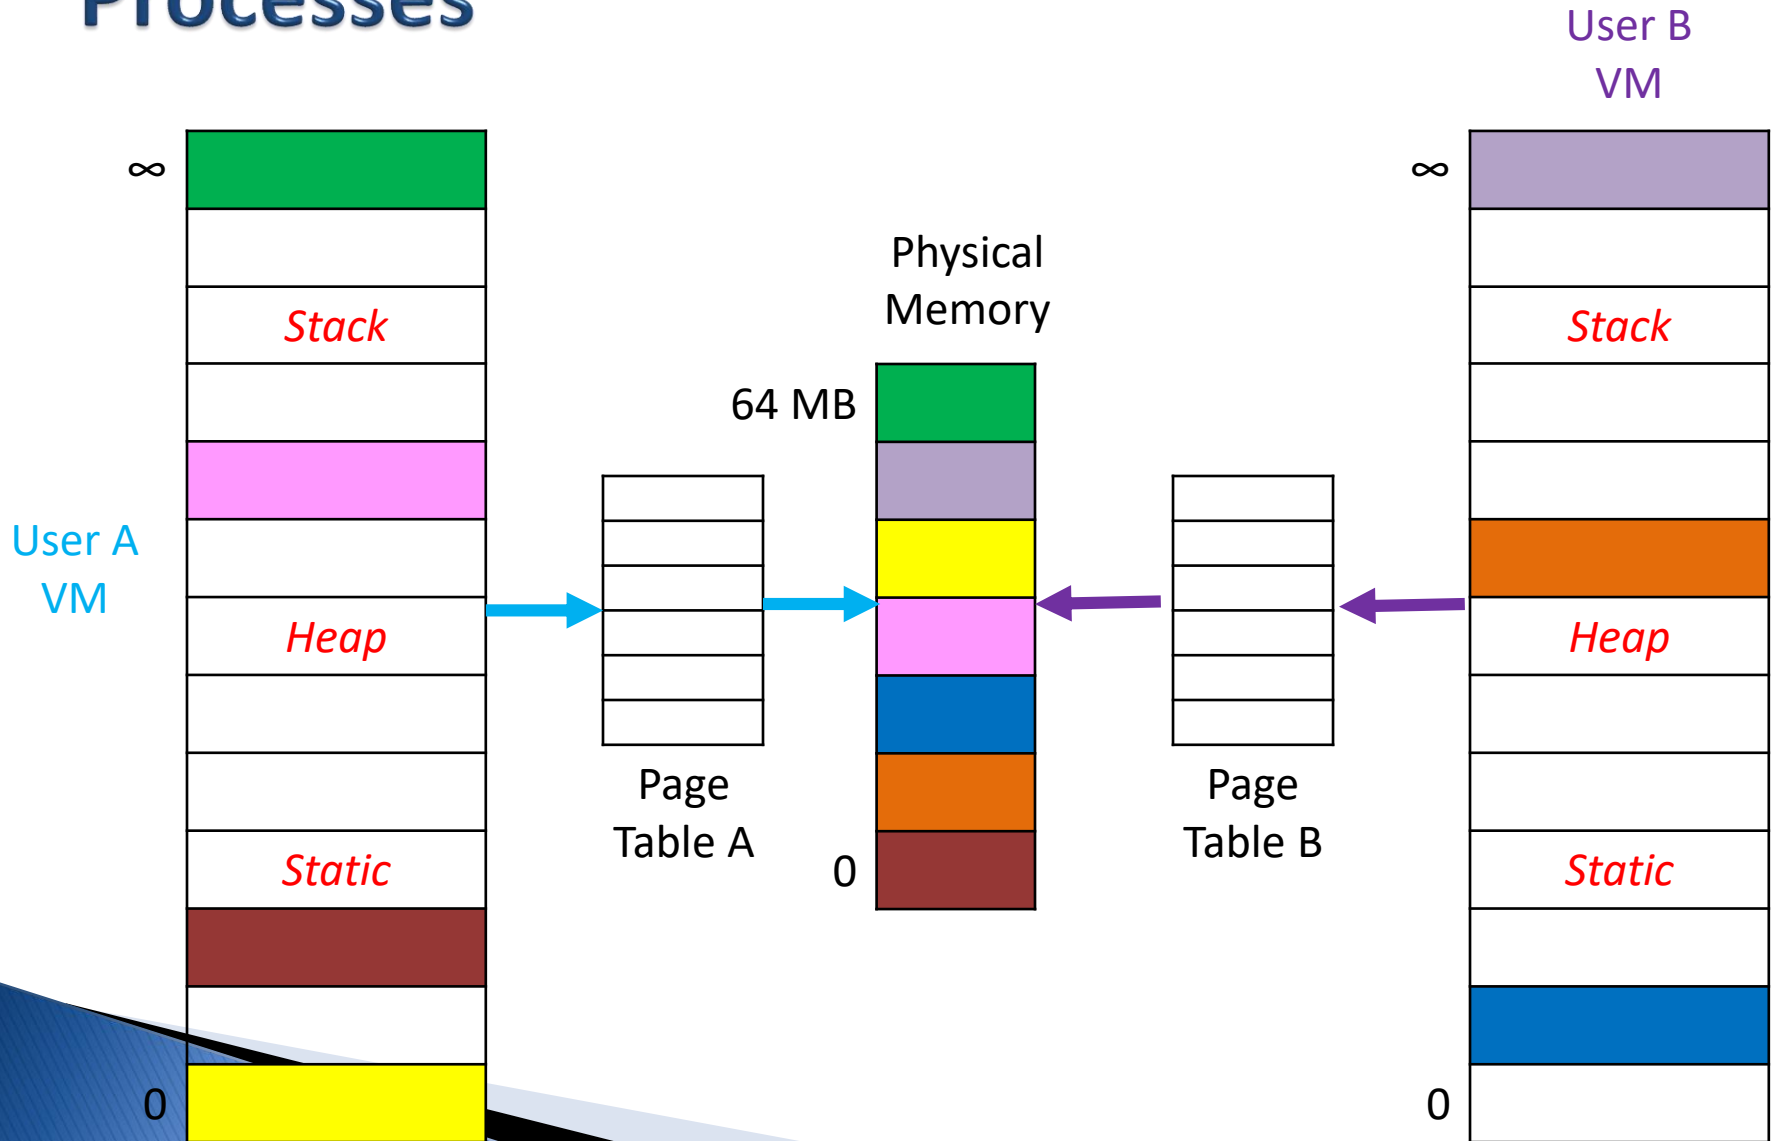 Processes
User B
VM
∞
∞
Physical
Memory
Stack
Stack
64 MB
User A
VM
Heap
Heap
Page
Table A
Page
Table B
Static
0
Static
0
0